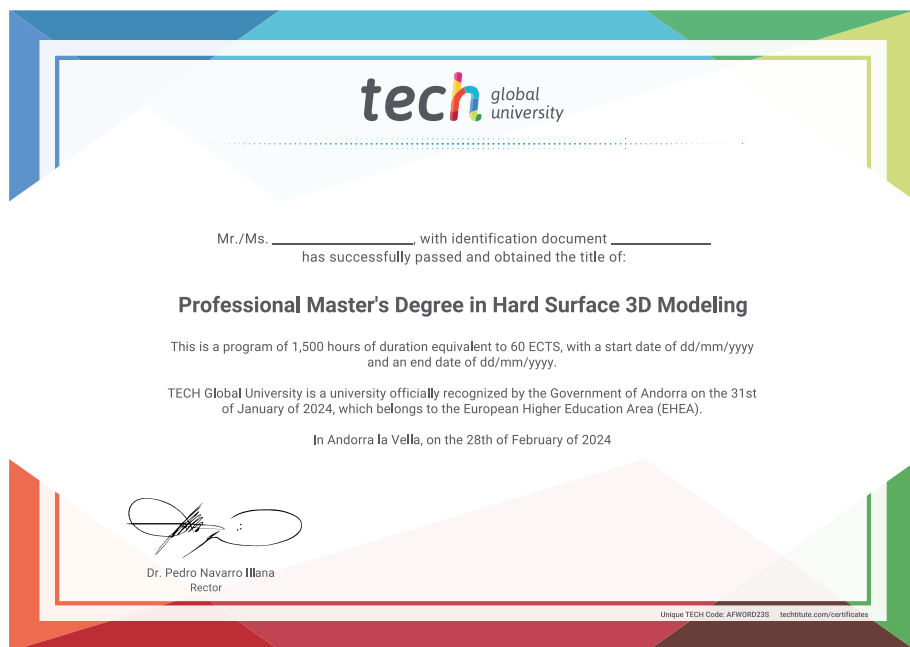 tech global
university
Mr./Ms. ________________, with identification document ____________
has successfully passed and obtained the title of:
Professional Master's Degree in Hard Surface 3D Modeling
This is a program of 1,500 hours of duration equivalent to 60 ECTS, with a start date of dd/mm/yyyy
and an end date of dd/mm/yyyy.
TECH Global University is a university officially recognized by the Government of Andorra on the 31st
of January of 2024, which belongs to the European Higher Education Area (EHEA).
In Andorra la Vella, on the 28th of February of 2024
Dr. Pedro Navarro Illana
Rector
Unique TECH Code: AFWORD23S techtitute.com/certificates